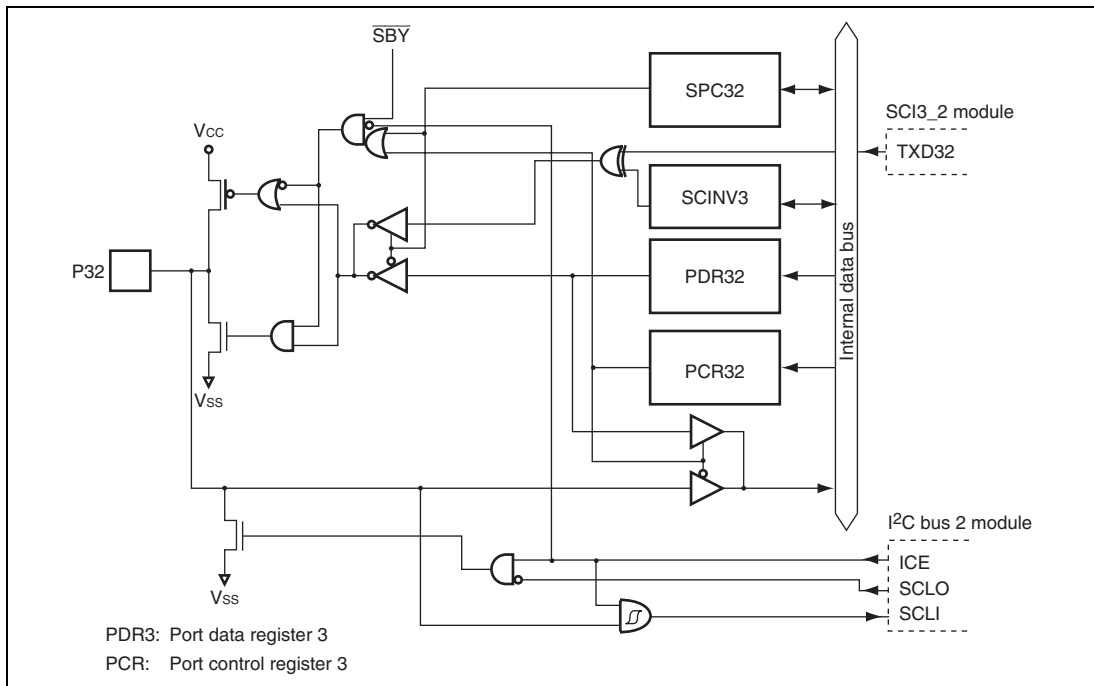 SBY
SPC32
SCI3_2 module
VCC
TXD32
SCINV3
P32
PDR32
Internal data bus
PCR32
VSS
I²C bus 2 module
ICE
SCLO
VSS
SCLI
PDR3: Port data register 3
PCR: Port control register 3